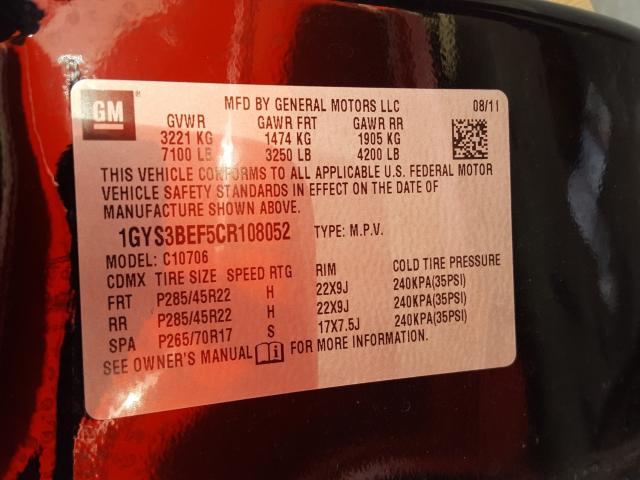 GM
MFD BY GENERAL MOTORS LLC 08/11
GVWR GAWR FRT GAWR RR
3221 KG 1474 KG 1905 KG
7100 LB 3250 LB 4200 LB
THIS VEHICLE CONFORMS TO ALL APPLICABLE U.S. FEDERAL MOTOR
VEHICLE SAFETY STANDARDS IN EFFECT ON THE DATE OF
MANUFACTURE SHOWN ABOVE.
1GYS3BEF5CR108052 TYPE: M.P.V.
MODEL: C10706
CDMX TIRE SIZE SPEED RTG RIM COLD TIRE PRESSURE
FRT P285/45R22 H 22X9J 240KPA(35PSI)
RR P285/45R22 H 22X9J 240KPA(35PSI)
SPA P265/70R17 S 17X7.5J 240KPA(35PSI)
SEE OWNER'S MANUAL FOR MORE INFORMATION.